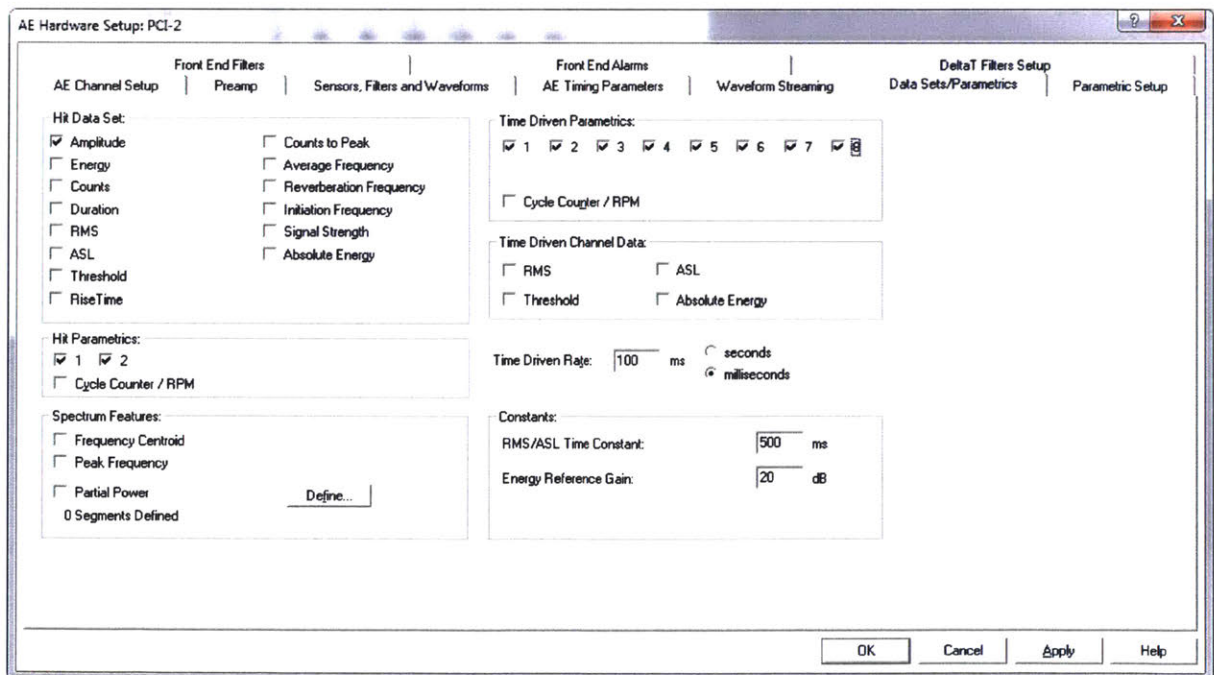 AE Hardware Setup: PCI-2
Front End Filters
Front End Alarms
DeltaT Filters Setup
AE Channel Setup
Preamp
Sensors, Filters and Waveforms
AE Timing Parameters
Waveform Streaming
Data Sets/Parametrics
Parametric Setup
Hit Data Set:
Amplitude
Energy
Counts
Duration
RMS
ASL
Threshold
RiseTime
Counts to Peak
Average Frequency
Reverberation Frequency
Initiation Frequency
Signal Strength
Absolute Energy
Hit Parametrics:
1 2
Cycle Counter / RPM
Spectrum Features:
Frequency Centroid
Peak Frequency
Partial Power
Define...
0 Segments Defined
Time Driven Parametrics:
1 2 3 4 5 6 7 8
Cycle Counter / RPM
Time Driven Channel Data:
RMS ASL
Threshold Absolute Energy
Time Driven Rate: 100 ms
seconds
milliseconds
Constants:
RMS/ASL Time Constant: 500 ms
Energy Reference Gain: 20 dB
OK
Cancel
Apply
Help